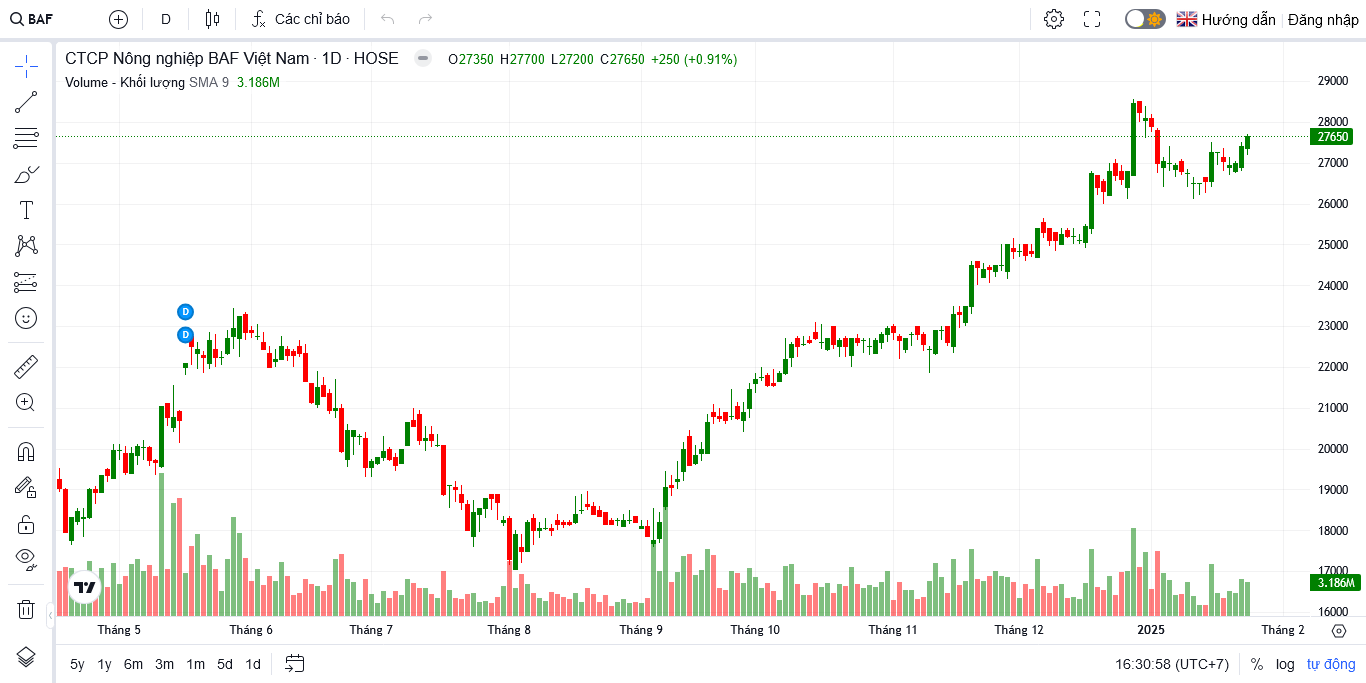 BAF D Các chỉ báo Hướng dẫn Đăng nhập
CTCP Nông nghiệp BAF Việt Nam · 1D · HOSE O27350 H27700 L27200 C27650 +250 (+0.91%)
Volume - Khối lượng SMA 9 3.186M
29000
28000
27650
27000
26000
25000
24000
23000
22000
21000
20000
19000
18000
17000
3.186M
16000
D
D
Tháng 5 Tháng 6 Tháng 7 Tháng 8 Tháng 9 Tháng 10 Tháng 11 Tháng 12 2025 Tháng 2
5y 1y 6m 3m 1m 5d 1d 16:30:58 (UTC+7) % log tự động